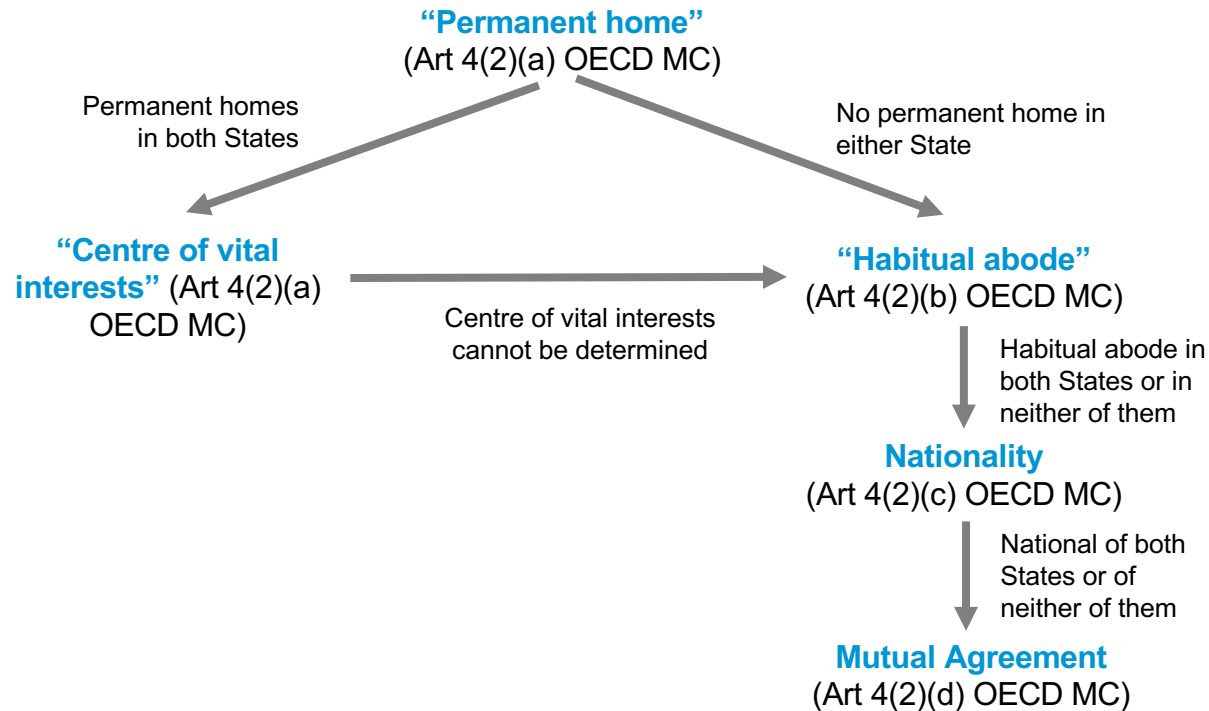 “Permanent home”
(Art 4(2)(a) OECD MC)
Permanent homes
in both States
No permanent home in
either State
“Centre of vital
interests” (Art 4(2)(a)
OECD MC)
Centre of vital interests
cannot be determined
“Habitual abode”
(Art 4(2)(b) OECD MC)
Habitual abode in
both States or in
neither of them
Nationality
(Art 4(2)(c) OECD MC)
National of both
States or of
neither of them
Mutual Agreement
(Art 4(2)(d) OECD MC)